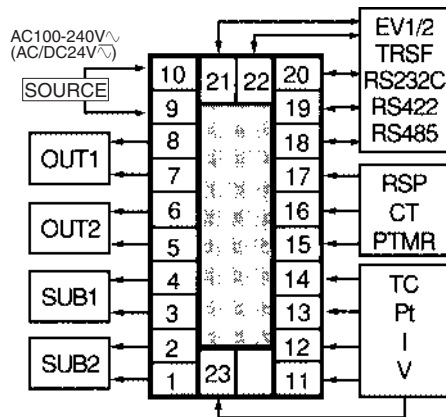 AC100-240V
(AC/DC24V)
SOURCE
10
9
8
7
6
5
4
3
2
1
21 22
23
20
19
18
17
16
15
14
13
12
11
OUT1
OUT2
SUB1
SUB2
EV1/2
TRSF
RS232C
RS422
RS485
RSP
CT
PTMR
TC
Pt
I
V